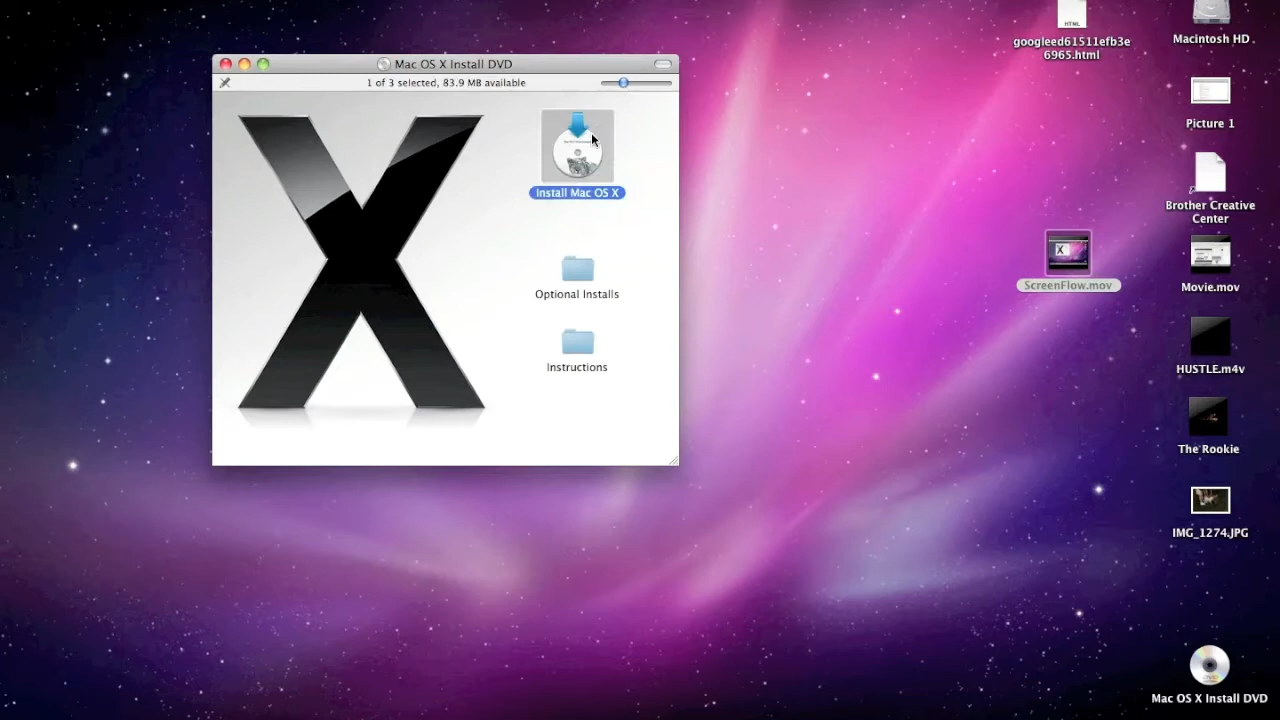 Mac OS X Install DVD
1 of 3 selected, 83.9 MB available
Install Mac OS X
Optional Installs
Instructions
HTML
googleed61511efb3e
6965.html
Macintosh HD
Picture 1
Brother Creative
Center
ScreenFlow.mov
Movie.mov
HUSTLE.m4v
The Rookie
IMG_1274.JPG
Mac OS X Install DVD